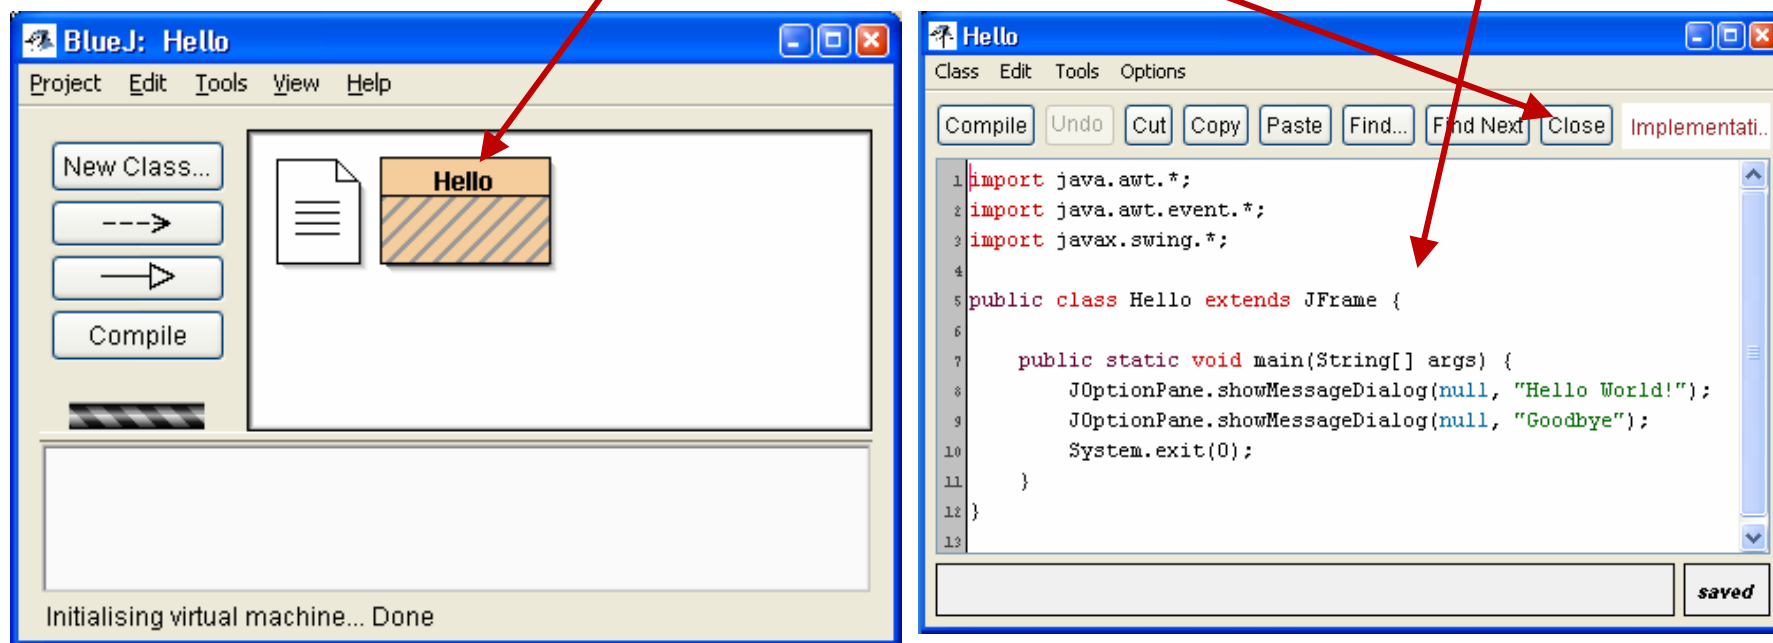 BlueJ: Hello
Project Edit Tools View Help
New Class...
Compile
Hello
Initialising virtual machine... Done
Hello
Class Edit Tools Options
Compile Undo Cut Copy Paste Find... Find Next Close Implementati..
1 import java.awt.*;
2 import java.awt.event.*;
3 import javax.swing.*;
4
5 public class Hello extends JFrame {
6
7 public static void main(String[] args) {
8 JOptionPane.showMessageDialog(null, "Hello World!");
9 JOptionPane.showMessageDialog(null, "Goodbye");
10 System.exit(0);
11 }
12 }
13
saved